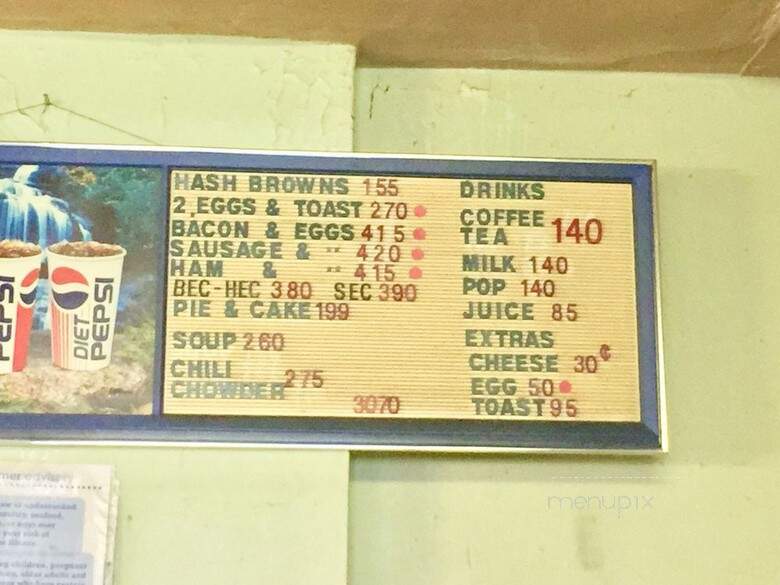 HASH BROWNS 155
2,EGGS & TOAST 270
BACON & EGGS 415
SAUSAGE & " 420
HAM & " 415
BEC-HEC 380 SEC 390
PIE & CAKE 199
SOUP 260
CHILI
CHOWDER 275
3070
DRINKS
COFFEE
TEA 140
MILK 140
POP 140
JUICE 85
EXTRAS
CHEESE 30¢
EGG 50
TOAST 95
PEPSI
DIET
PEPSI
menupix